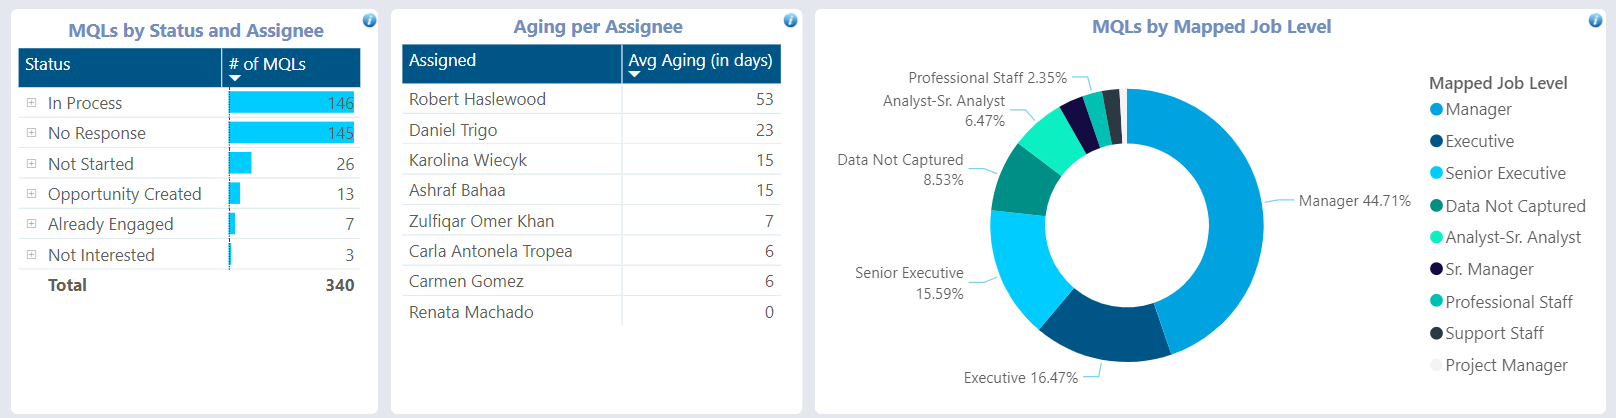 MQLs by Status and Assignee
Status # of MQLs
In Process 146
No Response 145
Not Started 26
Opportunity Created 13
Already Engaged 7
Not Interested 3
Total 340
Aging per Assignee
Assigned Avg Aging (in days)
Robert Haslewood 53
Daniel Trigo 23
Karolina Wiecyk 15
Ashraf Bahaa 15
Zulfiqar Omer Khan 7
Carla Antonela Tropea 6
Carmen Gomez 6
Renata Machado 0
MQLs by Mapped Job Level
Professional Staff 2.35%
Analyst-Sr. Analyst
6.47%
Data Not Captured
8.53%
Senior Executive
15.59%
Executive 16.47%
Manager 44.71%
Mapped Job Level
Manager
Executive
Senior Executive
Data Not Captured
Analyst-Sr. Analyst
Sr. Manager
Professional Staff
Support Staff
Project Manager